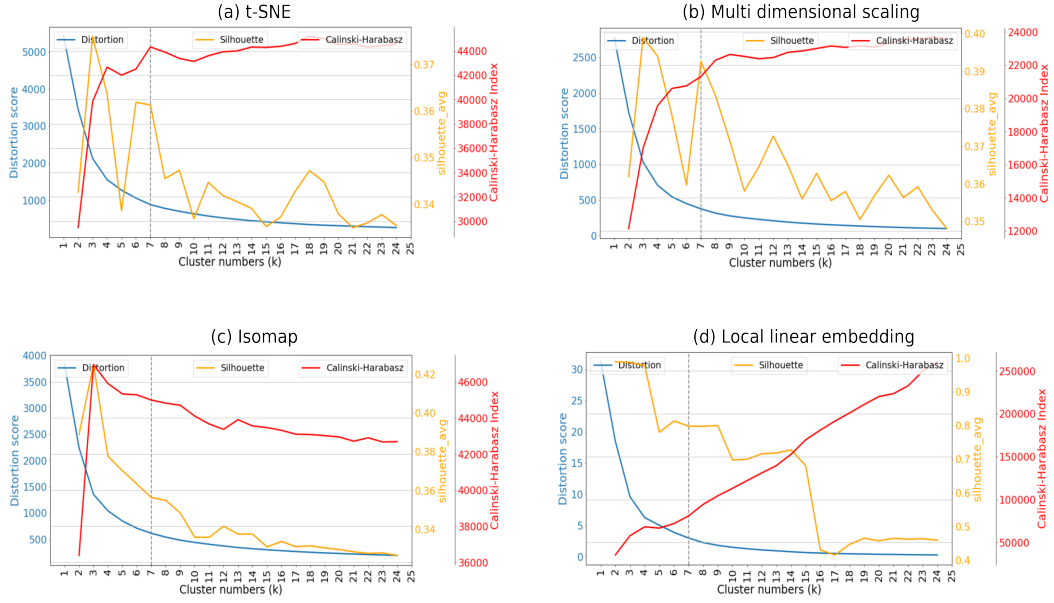 (a) t-SNE
Distortion Silhouette Calinski-Harabasz
Distortion score
5000
4000
3000
2000
1000
0.37
0.36
0.35
0.34
silhouette_avg
44000
42000
40000
38000
36000
34000
32000
30000
Calinski-Harabasz Index
1 2 3 4 5 6 7 8 9 10 11 12 13 14 15 16 17 18 19 20 21 22 23 24 25
Cluster numbers (k)
(b) Multi dimensional scaling
Distortion Silhouette Calinski-Harabasz
Distortion score
2500
2000
1500
1000
500
0
0.40
0.39
0.38
0.37
0.36
0.35
silhouette_avg
24000
22000
20000
18000
16000
14000
12000
Calinski-Harabasz Index
1 2 3 4 5 6 7 8 9 10 11 12 13 14 15 16 17 18 19 20 21 22 23 24 25
Cluster numbers (k)
(c) Isomap
Distortion Silhouette Calinski-Harabasz
Distortion score
4000
3500
3000
2500
2000
1500
1000
500
0.42
0.40
0.38
0.36
0.34
silhouette_avg
46000
44000
42000
40000
38000
36000
Calinski-Harabasz Index
1 2 3 4 5 6 7 8 9 10 11 12 13 14 15 16 17 18 19 20 21 22 23 24 25
Cluster numbers (k)
(d) Local linear embedding
Distortion Silhouette Calinski-Harabasz
Distortion score
30
25
20
15
10
5
0
1.0
0.9
0.8
0.7
0.6
0.5
0.4
silhouette_avg
250000
200000
150000
100000
50000
Calinski-Harabasz Index
1 2 3 4 5 6 7 8 9 10 11 12 13 14 15 16 17 18 19 20 21 22 23 24 25
Cluster numbers (k)